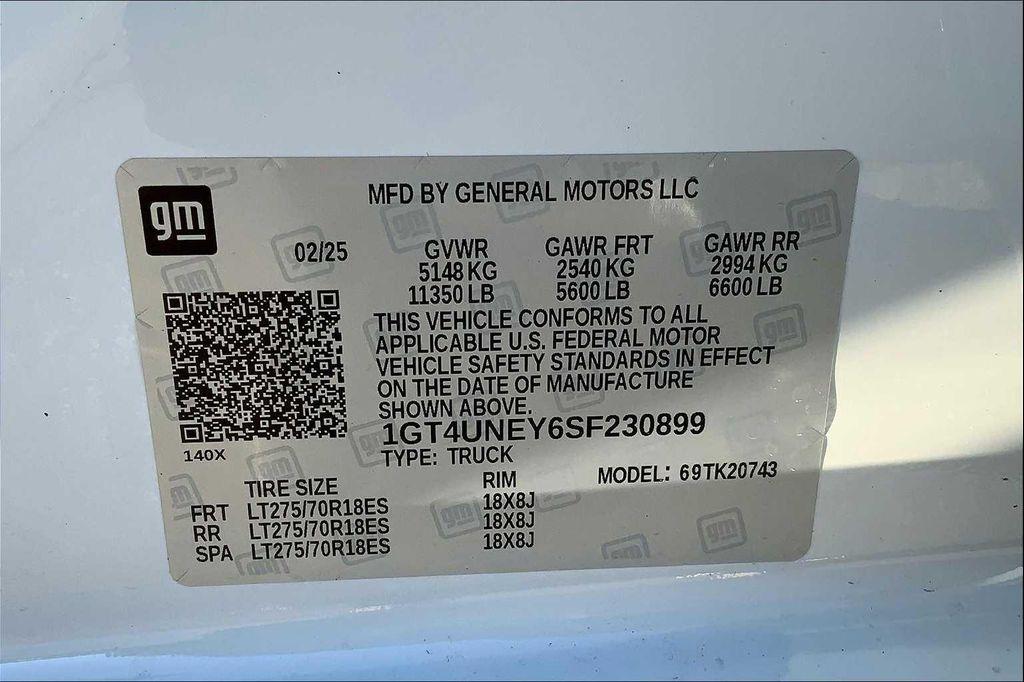 gm
MFD BY GENERAL MOTORS LLC
02/25 GVWR GAWR FRT GAWR RR
5148 KG 2540 KG 2994 KG
11350 LB 5600 LB 6600 LB
THIS VEHICLE CONFORMS TO ALL
APPLICABLE U.S. FEDERAL MOTOR
VEHICLE SAFETY STANDARDS IN EFFECT
ON THE DATE OF MANUFACTURE
SHOWN ABOVE.
1GT4UNEY6SF230899
140X
TYPE: TRUCK
MODEL: 69TK20743
TIRE SIZE RIM
FRT LT275/70R18ES 18X8J
RR LT275/70R18ES 18X8J
SPA LT275/70R18ES 18X8J